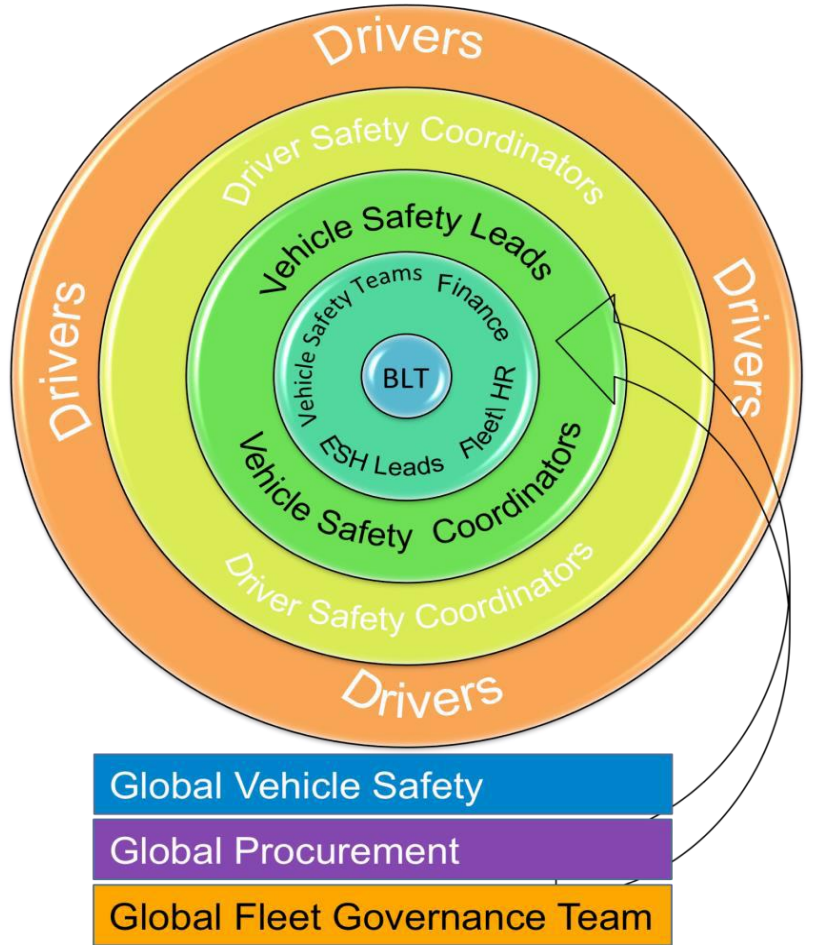 Drivers
Driver Safety Coordinators
Vehicle Safety Leads
Vehicle Safety Teams
Finance
Drivers
BLT
Drivers
Fleet\ HR
ESH Leads
Vehicle Safety Coordinators
Driver Safety Coordinators
Drivers
Global Vehicle Safety
Global Procurement
Global Fleet Governance Team